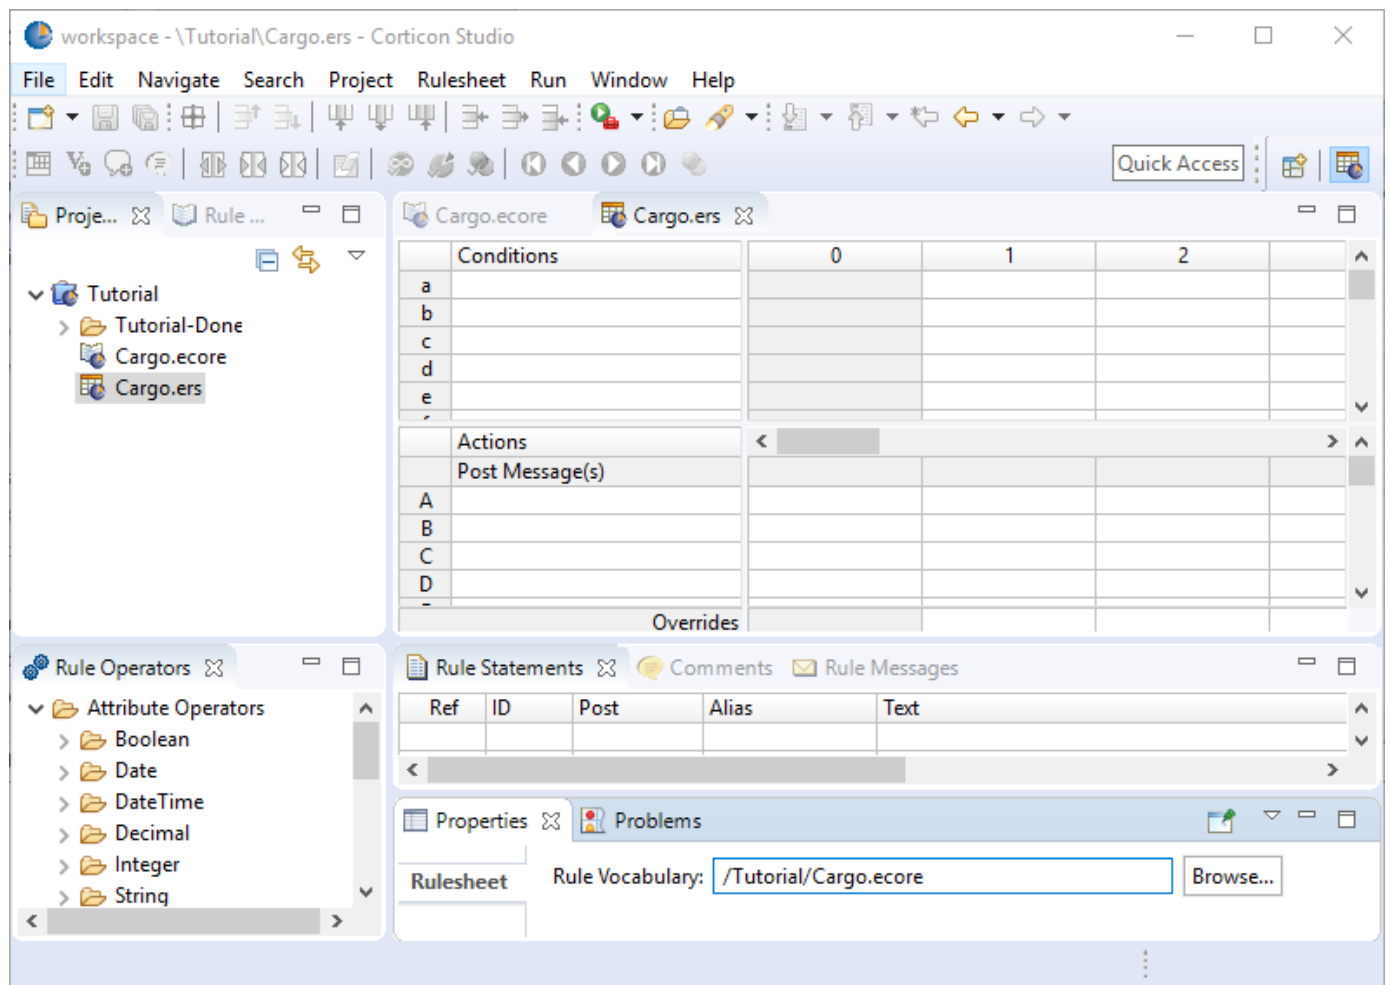 workspace - \Tutorial\Cargo.ers - Corticon Studio
File Edit Navigate Search Project Rulesheet Run Window Help
Quick Access
Proje... Rule ...
Cargo.ecore Cargo.ers
Conditions 0 1 2
Tutorial
Tutorial-Done
Cargo.ecore
Cargo.ers
a
b
c
d
e
Actions
Post Message(s)
A
B
C
D
Overrides
Rule Operators
Attribute Operators
Boolean
Date
DateTime
Decimal
Integer
String
Rule Statements Comments Rule Messages
Ref ID Post Alias Text
Properties Problems
Rulesheet
Rule Vocabulary: /Tutorial/Cargo.ecore Browse...